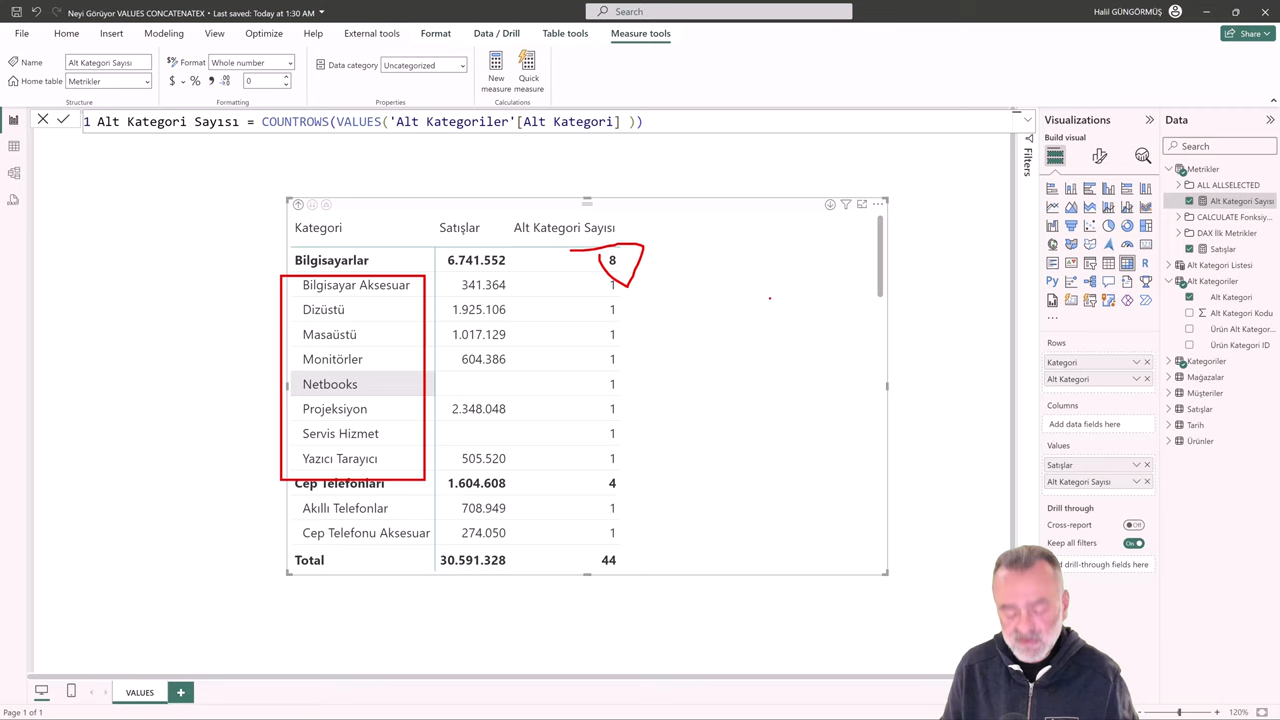 Neyi Görüyor VALUES CONCATENATEX • Last saved: Today at 1:30 AM
Search
Halil GÜNGÖRMÜŞ
File Home Insert Modeling View Optimize Help External tools Format Data / Drill Table tools Measure tools
Share
Name Alt Kategori Sayısı
Home table Metrikler
Structure
Format Whole number
$ % 0
Formatting
Data category Uncategorized
Properties
New measure
Quick measure
Calculations
1 Alt Kategori Sayısı = COUNTROWS(VALUES('Alt Kategoriler'[Alt Kategori] ))
Kategori Satışlar Alt Kategori Sayısı
Bilgisayarlar 6.741.552 8
Bilgisayar Aksesuar 341.364 1
Dizüstü 1.925.106 1
Masaüstü 1.017.129 1
Monitörler 604.386 1
Netbooks 1
Projeksiyon 2.348.048 1
Servis Hizmet 1
Yazıcı Tarayıcı 505.520 1
Cep Telefonları 1.604.608 4
Akıllı Telefonlar 708.949 1
Cep Telefonu Aksesuar 274.050 1
Total 30.591.328 44
Filters
Visualizations
Build visual
Rows
Kategori
Alt Kategori
Columns
Add data fields here
Values
Satışlar
Alt Kategori Sayısı
Drill through
Cross-report Off
Keep all filters On
drill-through fields here
Data
Search
Metrikler
ALL ALLSELECTED
Alt Kategori Sayısı
CALCULATE Fonksiy...
DAX İlk Metrikler
Satışlar
Alt Kategori Listesi
Alt Kategoriler
Alt Kategori
Alt Kategori Kodu
Ürün Alt Kategor...
Ürün Kategori ID
Kategoriler
Mağazalar
Müşteriler
Satışlar
Tarih
Ürünler
VALUES
Page 1 of 1
120%